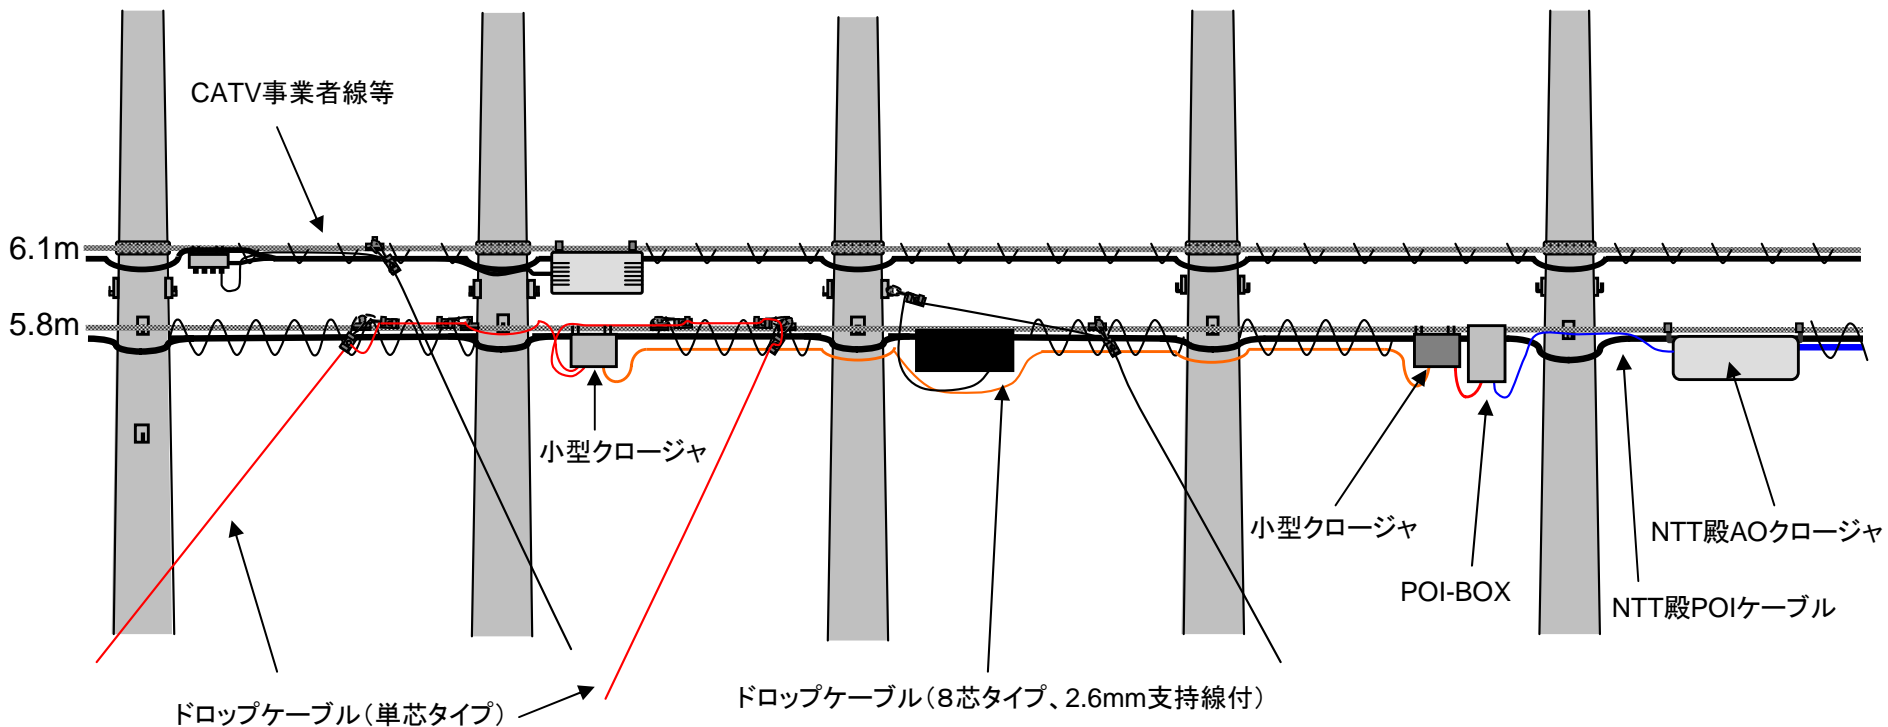 CATV事業者線等
6.1m
5.8m
小型クロージャ
小型クロージャ
NTT殿AOクロージャ
POI-BOX
NTT殿POIケーブル
ドロップケーブル（単芯タイプ）
ドロップケーブル（８芯タイプ、2.6mm支持線付）